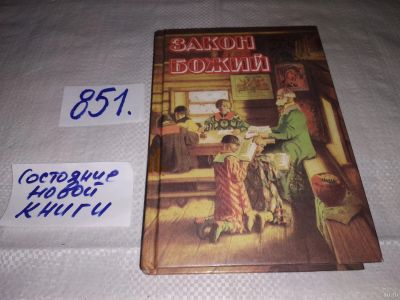 ЗАКОН
БОЖИЙ
851.
Состояние
новой
книги